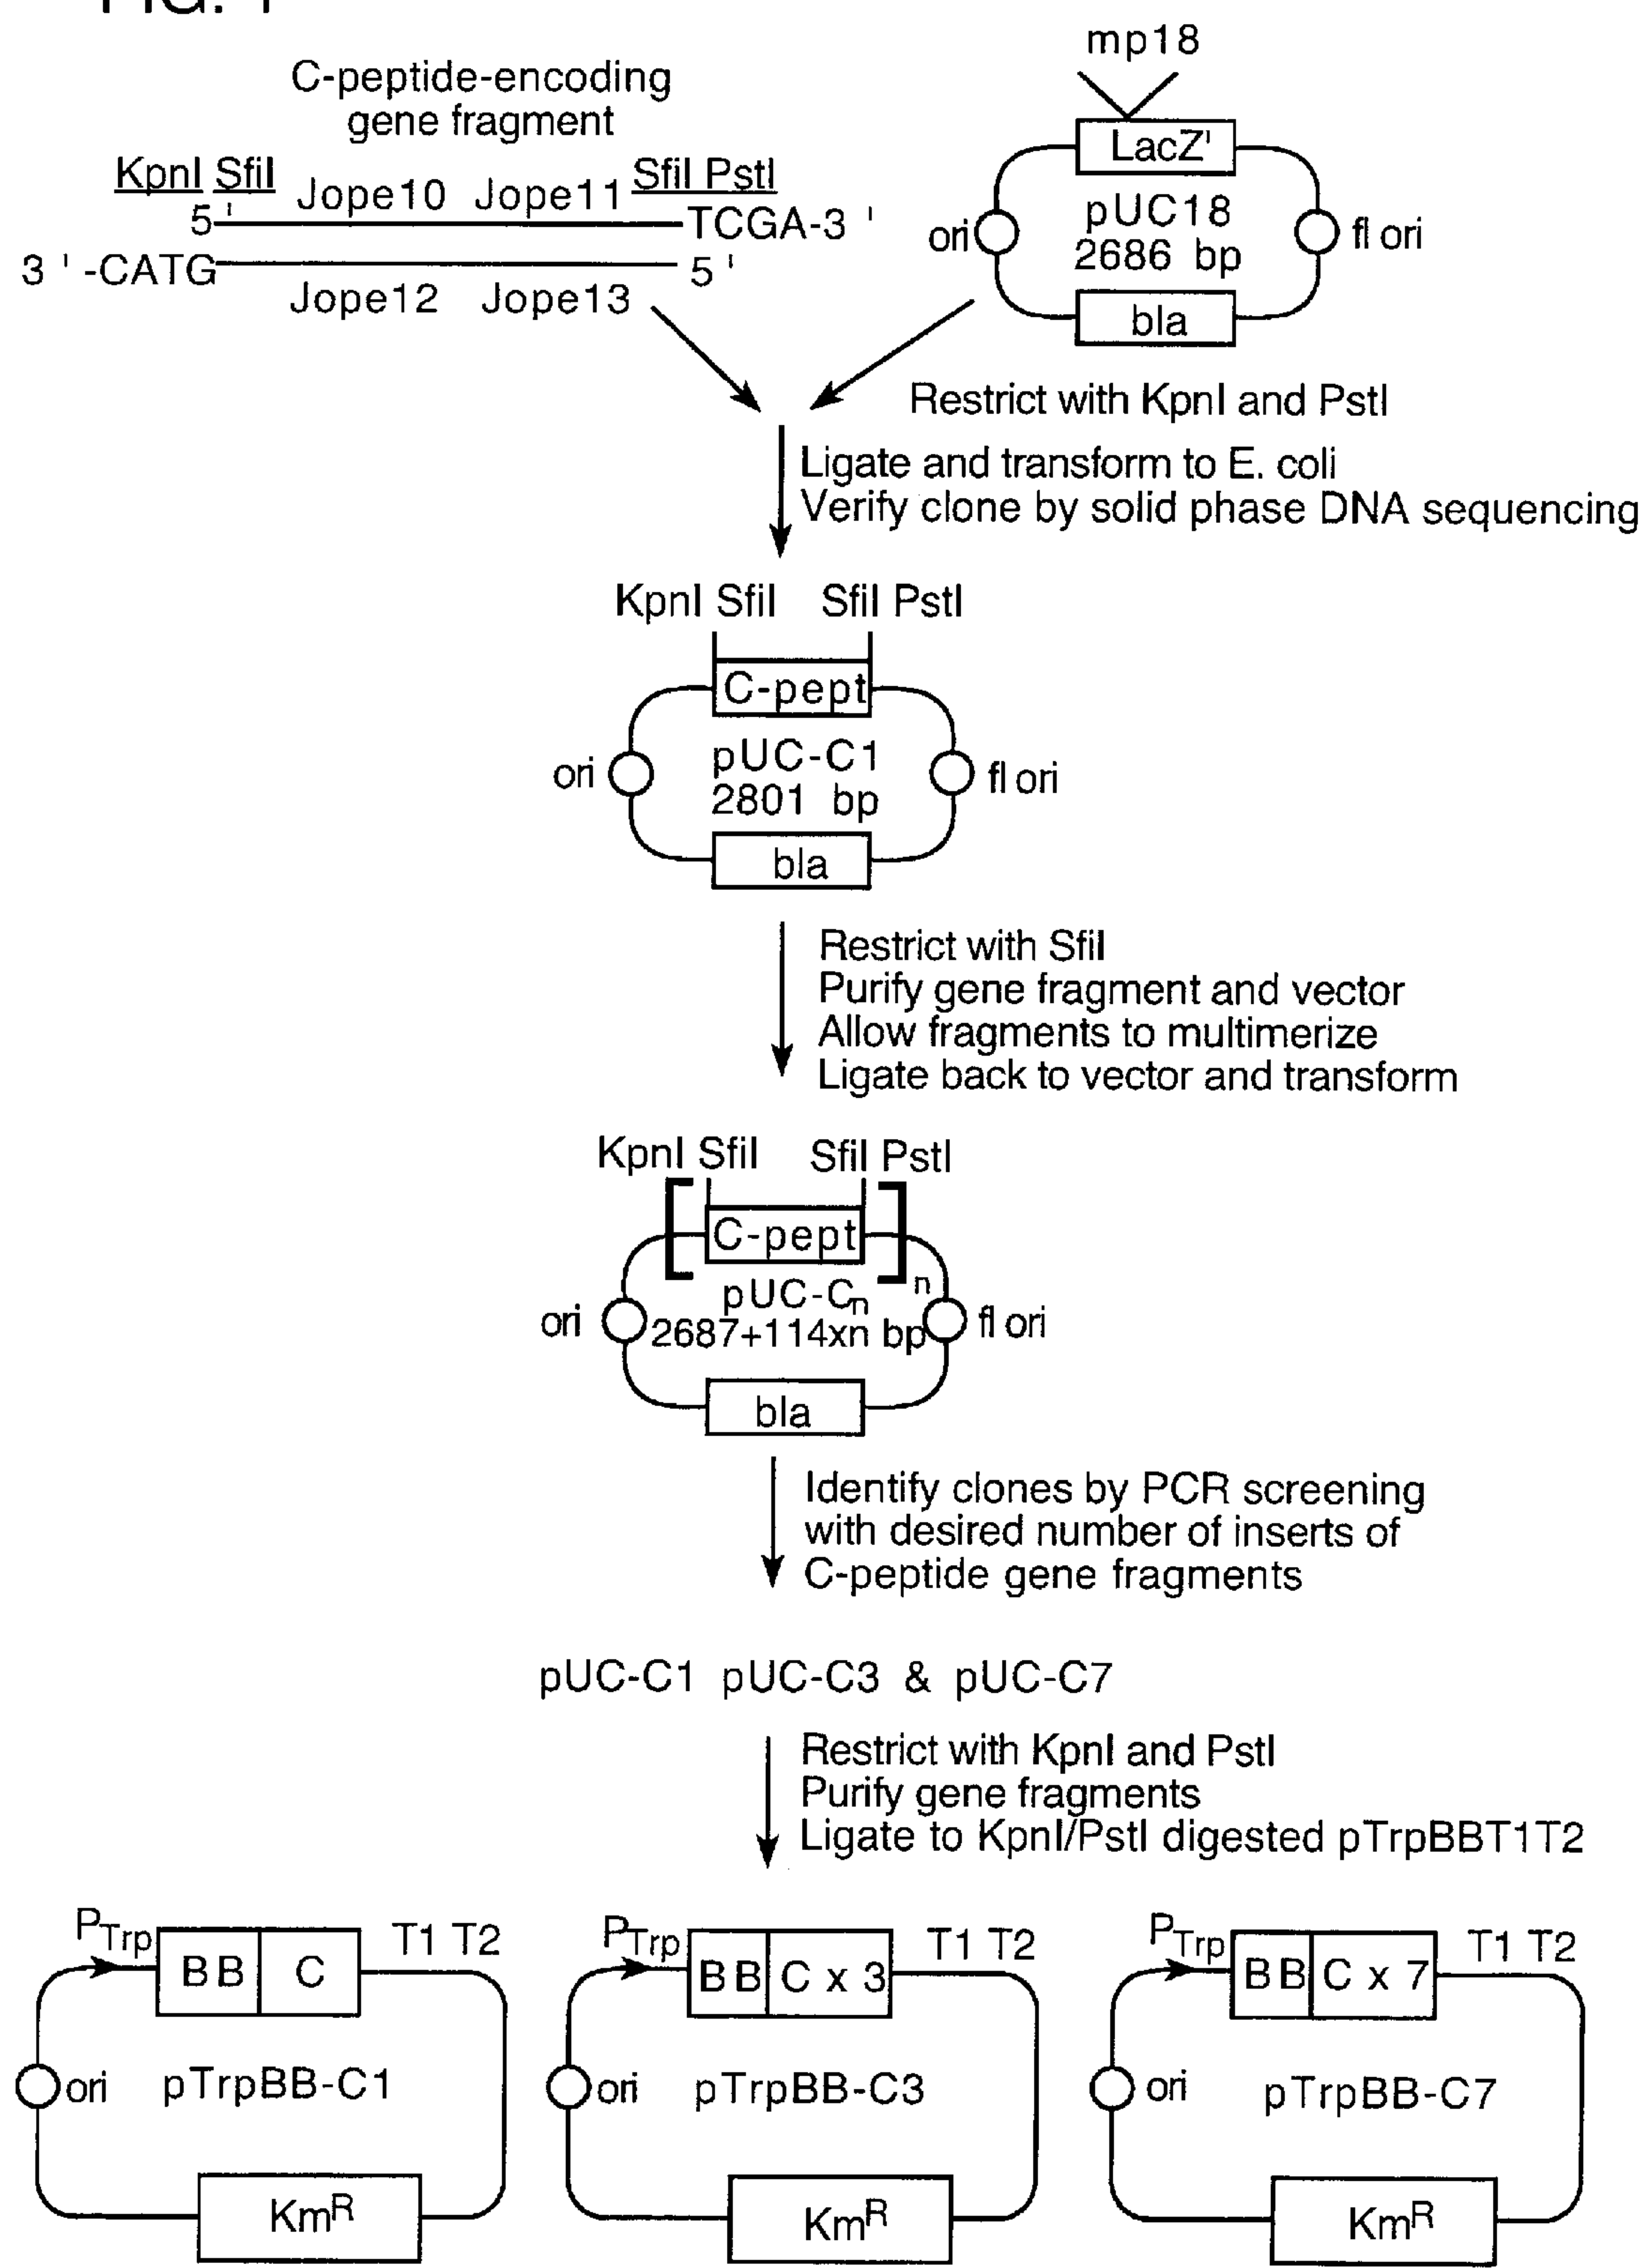 FIG. 1
C-peptide-encoding
gene fragment
KpnI SfiI
Jope10 Jope11
SfiI PstI
5'
TCGA-3 '
3 ' -CATG
5 '
Jope12 Jope13
mp18
LacZ'
pUC18
2686 bp
ori
fl ori
bla
Restrict with KpnI and PstI
Ligate and transform to E. coli
Verify clone by solid phase DNA sequencing
KpnI SfiI SfiI PstI
C-pept
pUC-C1
2801 bp
ori
fl ori
bla
Restrict with SfiI
Purify gene fragment and vector
Allow fragments to multimerize
Ligate back to vector and transform
KpnI SfiI SfiI PstI
C-pept
n
pUC-Cn
2687+114xn bp
ori
fl ori
bla
Identify clones by PCR screening
with desired number of inserts of
C-peptide gene fragments
pUC-C1 pUC-C3 & pUC-C7
Restrict with KpnI and PstI
Purify gene fragments
Ligate to KpnI/PstI digested pTrpBBT1T2
PTrp
BB C
T1 T2
ori
pTrpBB-C1
KmR
PTrp
BB C x 3
T1 T2
ori
pTrpBB-C3
KmR
PTrp
BB C x 7
T1 T2
ori
pTrpBB-C7
KmR